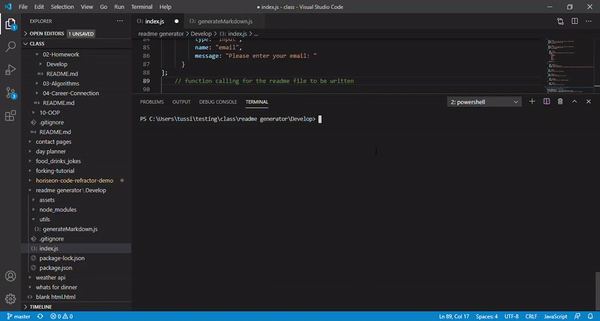 File Edit Selection View Go Run Terminal Help
● index.js - class - Visual Studio Code
EXPLORER
OPEN EDITORS 1 UNSAVED
CLASS
02-Homework
Develop
README.md
03-Algorithms
04-Career-Connection
README.md
10-OOP
.gitignore
README.md
contact pages
day planner
food_drinks_jokes
forking-tutorial
horiseon-code-refractor-demo
readme generator\Develop
assets
node_modules
utils
generateMarkdown.js
.gitignore
index.js
package-lock.json
package.json
weather api
whats for dinner
blank html.html
TIMELINE
index.js
generateMarkdown.js
readme generator > Develop > index.js > ...
84 type: "input",
85 name: "email",
86 message: "Please enter your email: "
87 }
88 ];
89 // function calling for the readme file to be written
90
PROBLEMS OUTPUT DEBUG CONSOLE TERMINAL
2: powershell
PS C:\Users\tussi\testing\class\readme generator\Develop>
master 0 0
Ln 89, Col 17 Spaces: 4 UTF-8 CRLF JavaScript